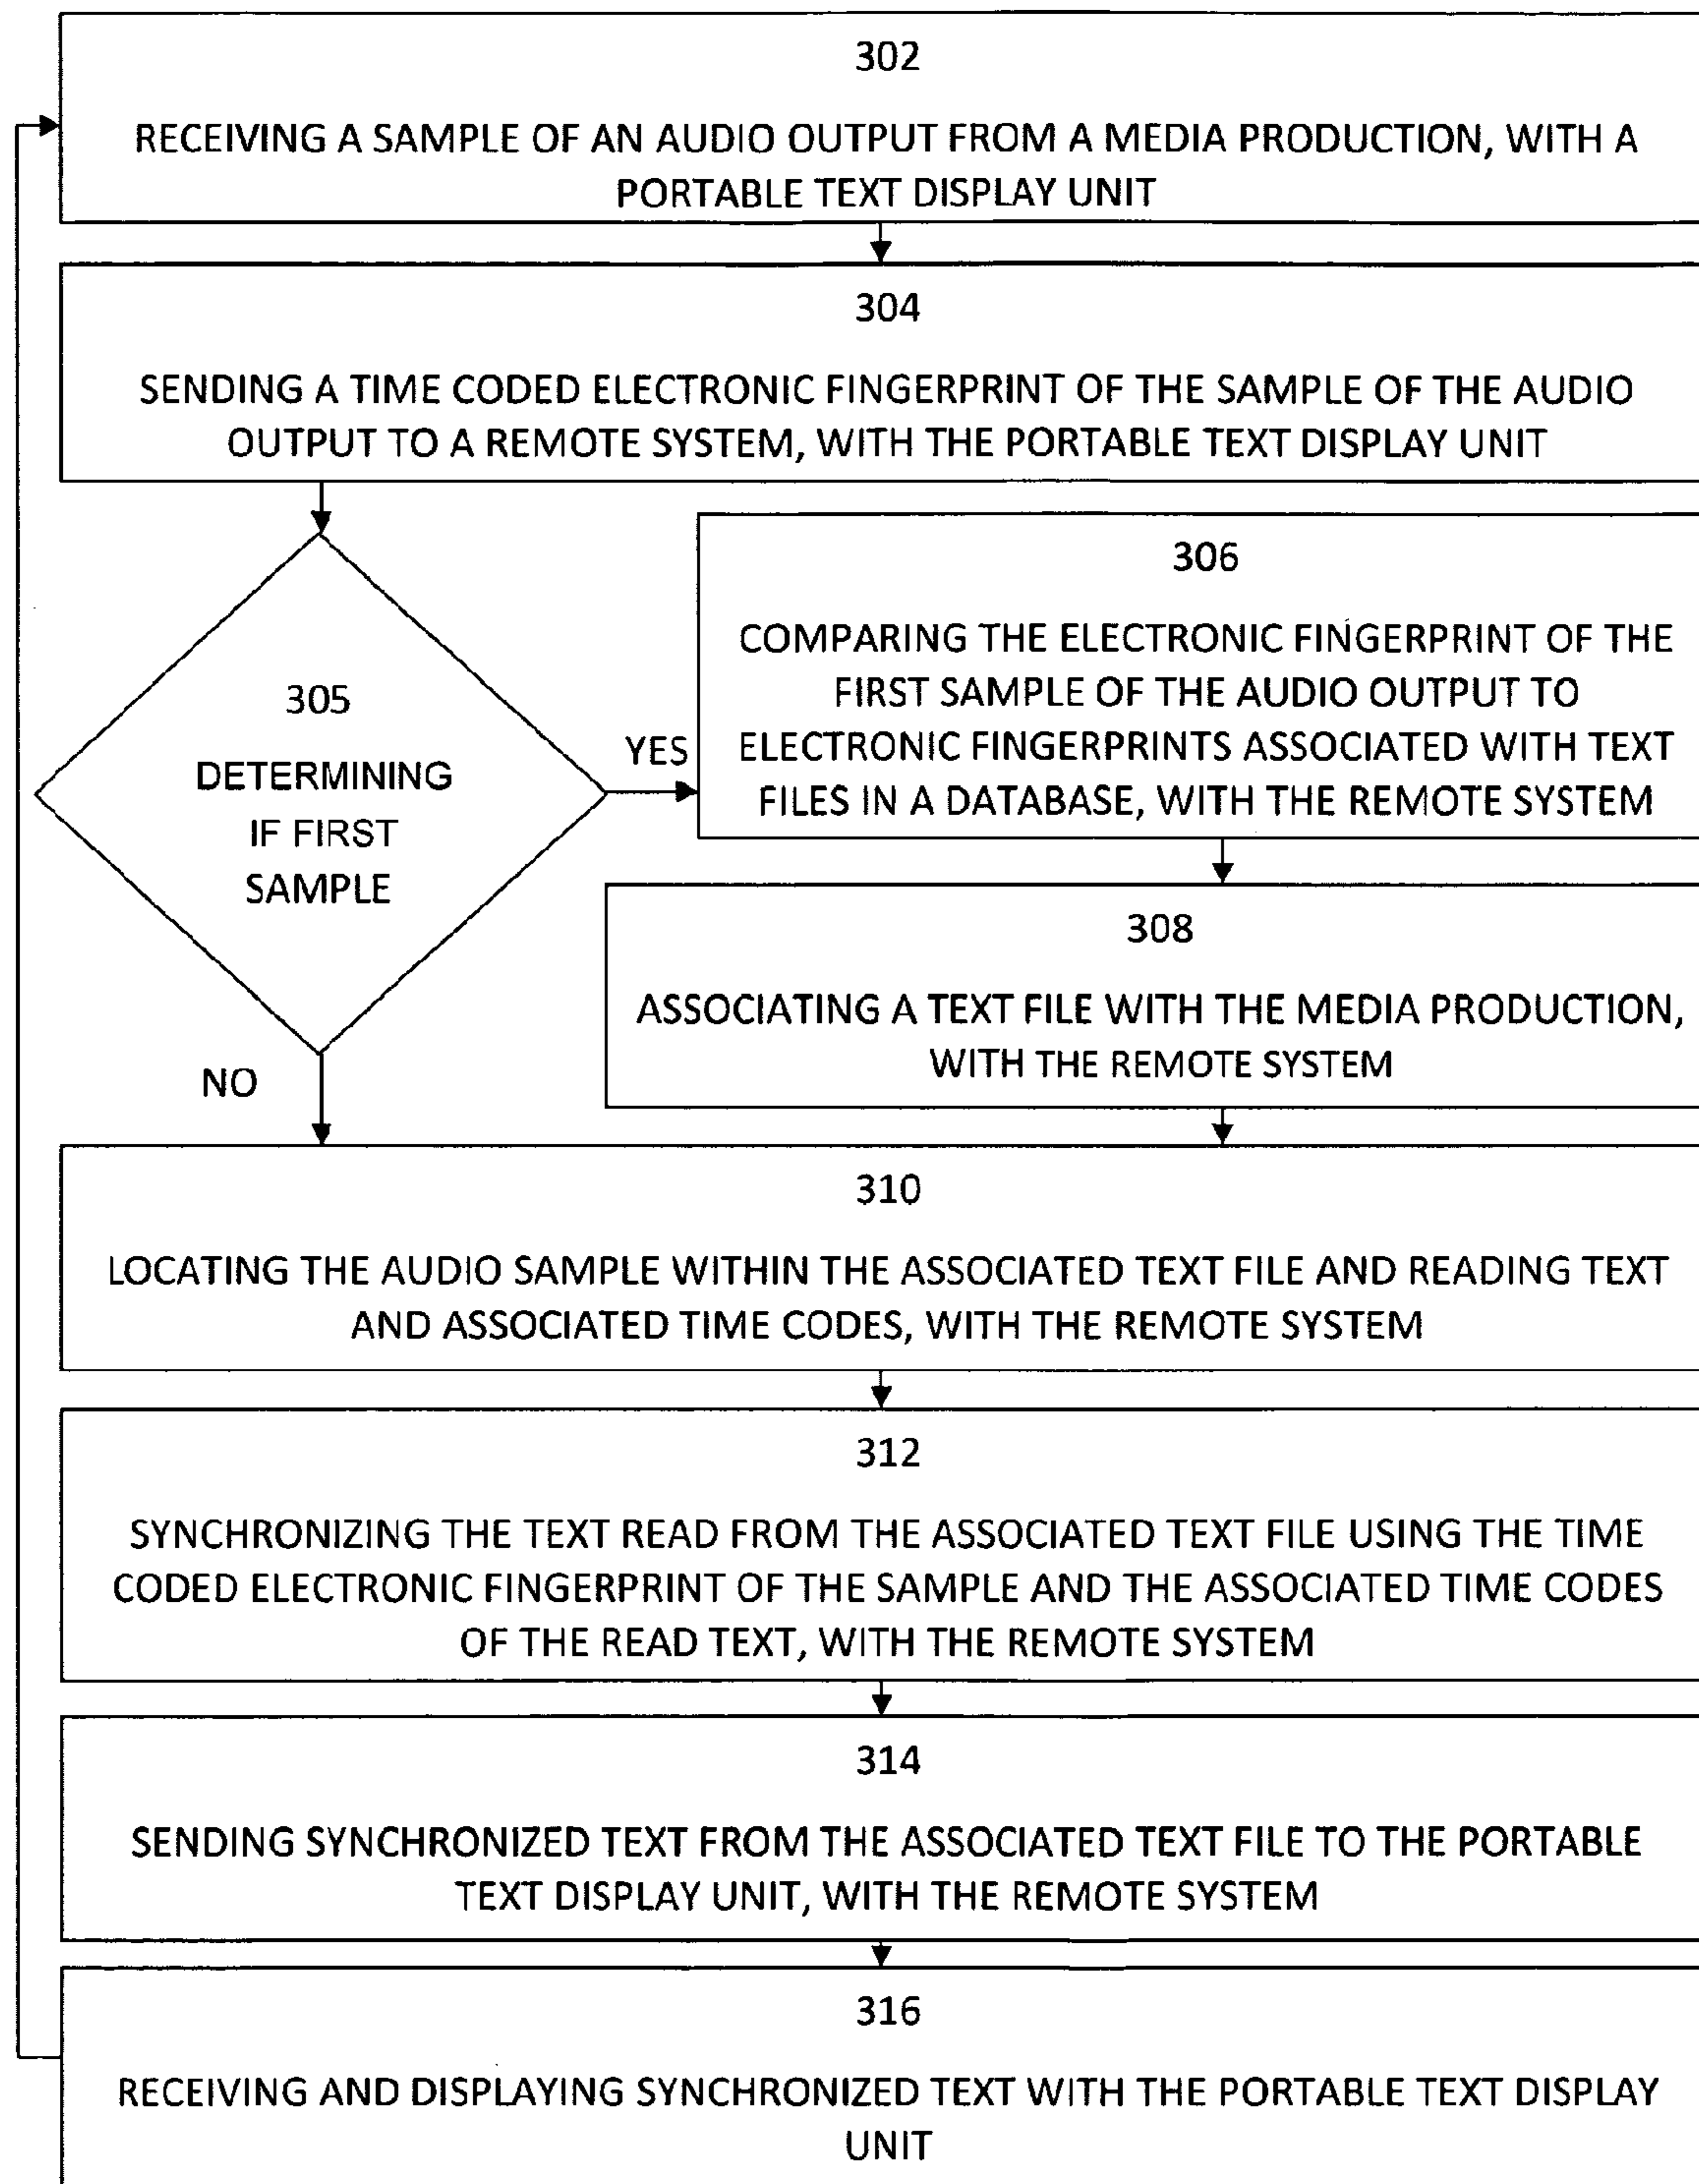 302
RECEIVING A SAMPLE OF AN AUDIO OUTPUT FROM A MEDIA PRODUCTION, WITH A
PORTABLE TEXT DISPLAY UNIT
304
SENDING A TIME CODED ELECTRONIC FINGERPRINT OF THE SAMPLE OF THE AUDIO
OUTPUT TO A REMOTE SYSTEM, WITH THE PORTABLE TEXT DISPLAY UNIT
305
DETERMINING
IF FIRST
SAMPLE
YES
306
COMPARING THE ELECTRONIC FINGERPRINT OF THE
FIRST SAMPLE OF THE AUDIO OUTPUT TO
ELECTRONIC FINGERPRINTS ASSOCIATED WITH TEXT
FILES IN A DATABASE, WITH THE REMOTE SYSTEM
308
ASSOCIATING A TEXT FILE WITH THE MEDIA PRODUCTION,
WITH THE REMOTE SYSTEM
NO
310
LOCATING THE AUDIO SAMPLE WITHIN THE ASSOCIATED TEXT FILE AND READING TEXT
AND ASSOCIATED TIME CODES, WITH THE REMOTE SYSTEM
312
SYNCHRONIZING THE TEXT READ FROM THE ASSOCIATED TEXT FILE USING THE TIME
CODED ELECTRONIC FINGERPRINT OF THE SAMPLE AND THE ASSOCIATED TIME CODES
OF THE READ TEXT, WITH THE REMOTE SYSTEM
314
SENDING SYNCHRONIZED TEXT FROM THE ASSOCIATED TEXT FILE TO THE PORTABLE
TEXT DISPLAY UNIT, WITH THE REMOTE SYSTEM
316
RECEIVING AND DISPLAYING SYNCHRONIZED TEXT WITH THE PORTABLE TEXT DISPLAY
UNIT